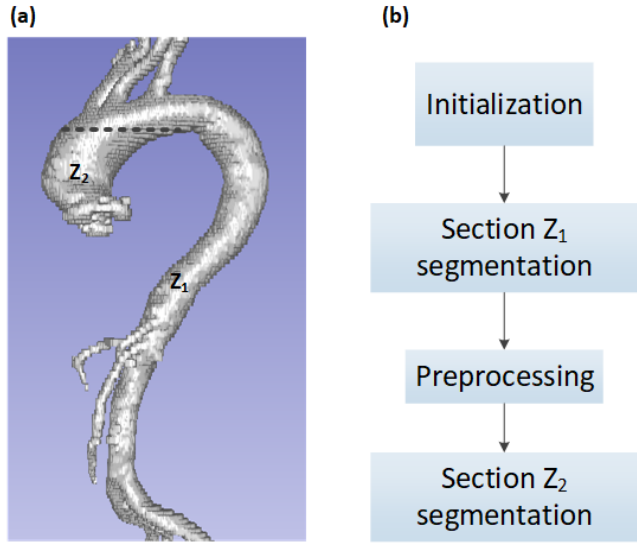 (a)
(b)
Z₂
Z₁
Initialization
Section Z₁
segmentation
Preprocessing
Section Z₂
segmentation